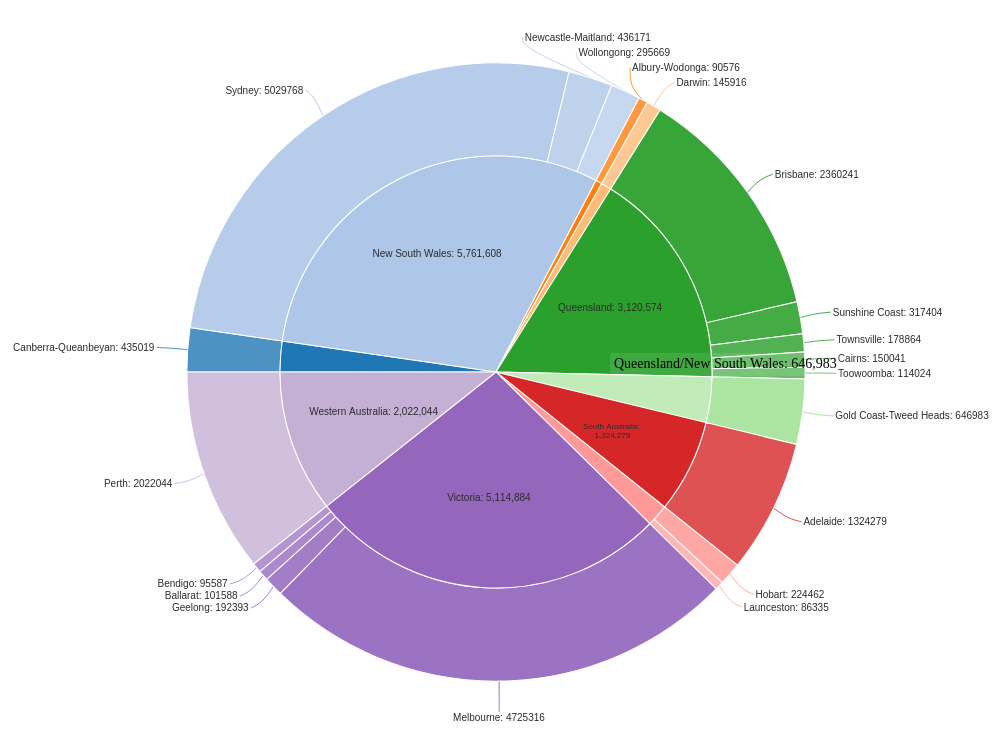 Newcastle-Maitland: 436171
Wollongong: 295669
Albury-Wodonga: 90576
Darwin: 145916
Sydney: 5029768
Brisbane: 2360241
New South Wales: 5,761,608
Queensland: 3,120,574
Sunshine Coast: 317404
Townsville: 178864
Canberra-Queanbeyan: 435019
Cairns: 150041
Queensland/New South Wales: 646,983
Toowoomba: 114024
Western Australia: 2,022,044
Gold Coast-Tweed Heads: 646983
South Australia:
1,324,279
Perth: 2022044
Victoria: 5,114,884
Adelaide: 1324279
Bendigo: 95587
Ballarat: 101588
Geelong: 192393
Hobart: 224462
Launceston: 86335
Melbourne: 4725316